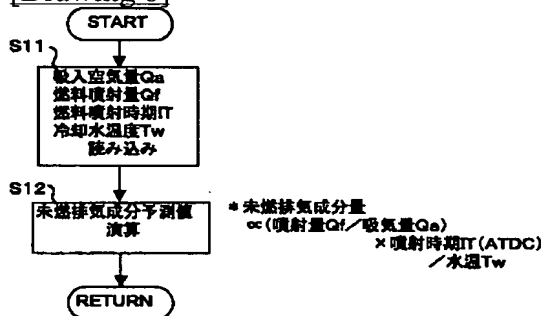 START
S11
吸入空気量Qa
燃料噴射量Qf
燃料噴射時期IT
冷却水温度Tw
読み込み
S12
未燃排気成分予測値
演算
*未燃排気成分量
∝(噴射量Qf/吸気量Qa)
×噴射時期IT(ATDC)
/水温Tw
RETURN